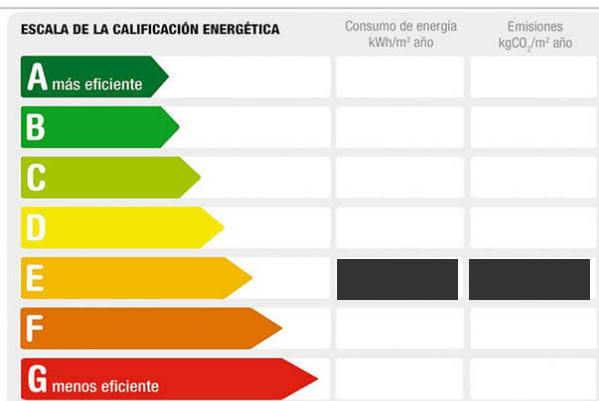 ESCALA DE LA CALIFICACIÓN ENERGÉTICA
Consumo de energía
kWh/m² año
Emisiones
kgCO₂/m² año
A más eficiente
B
C
D
E
F
G menos eficiente